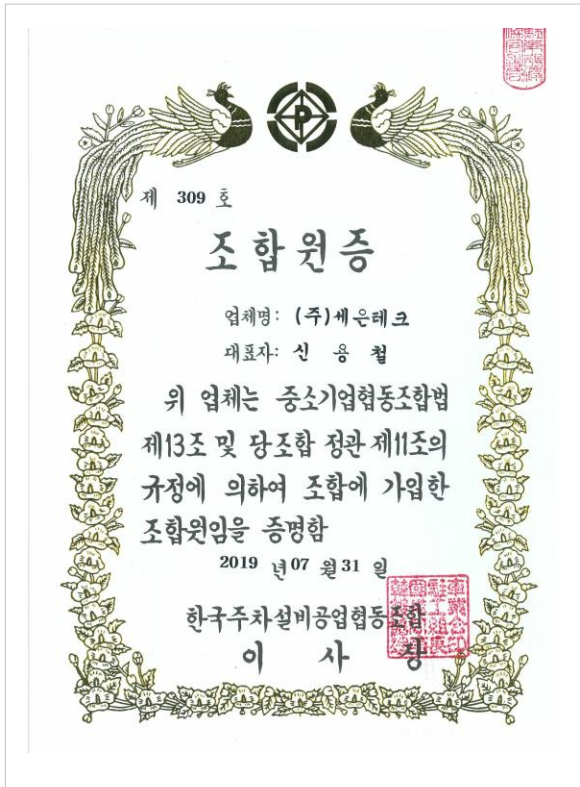 P
제 309 호
조합원증
업체명: (주)세은테크
대표자: 신 용 철
위 업체는 중소기업협동조합법
제13조 및 당조합 정관 제11조의
규정에 의하여 조합에 가입한
조합원임을 증명함
2019 년 07 월 31 일
한국주차설비공업협동조합
이 사 장